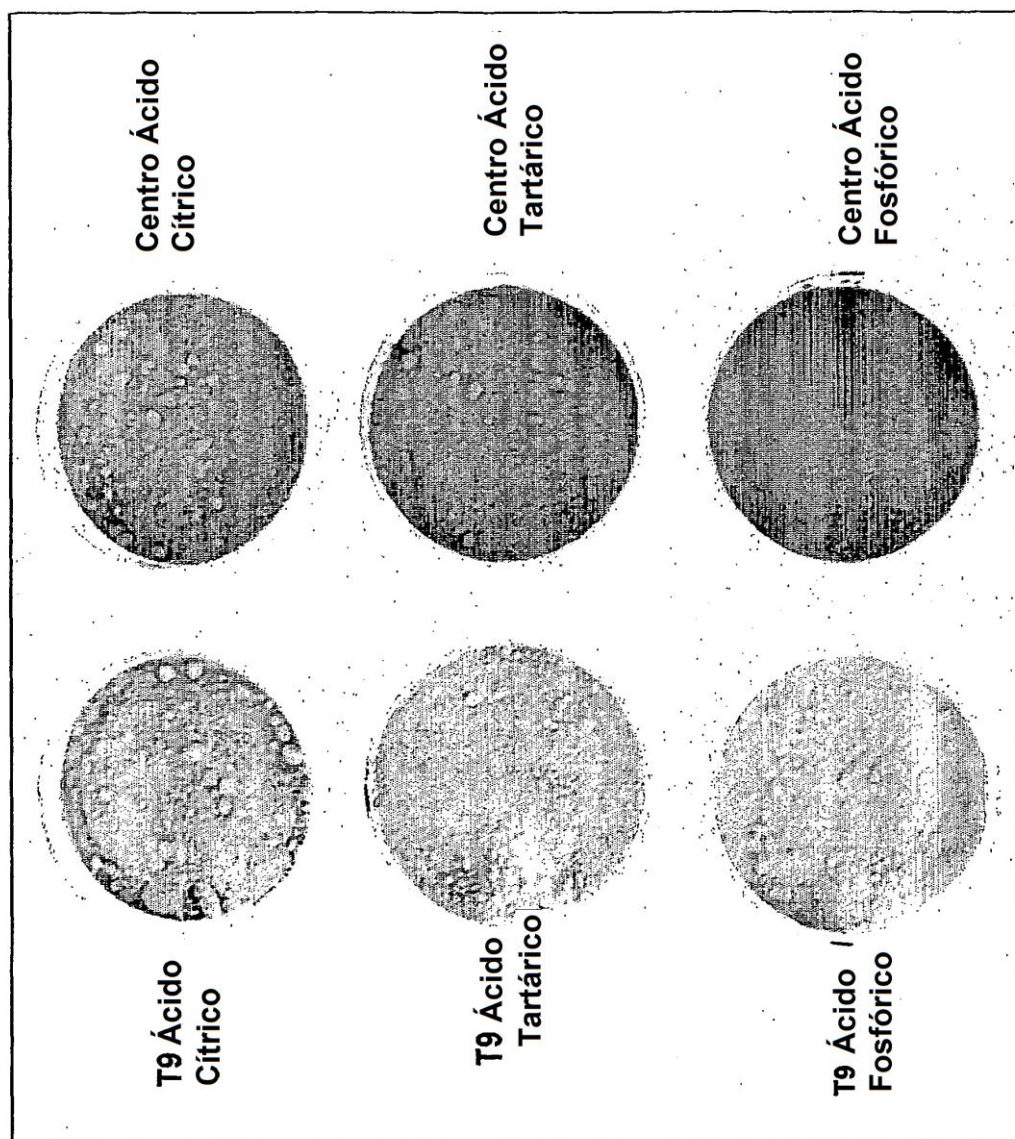 T9 Ácido
Fosfórico
T9 Ácido
Tartárico
T9 Ácido
Cítrico
Centro Ácido
Fosfórico
Centro Ácido
Tartárico
Centro Ácido
Cítrico